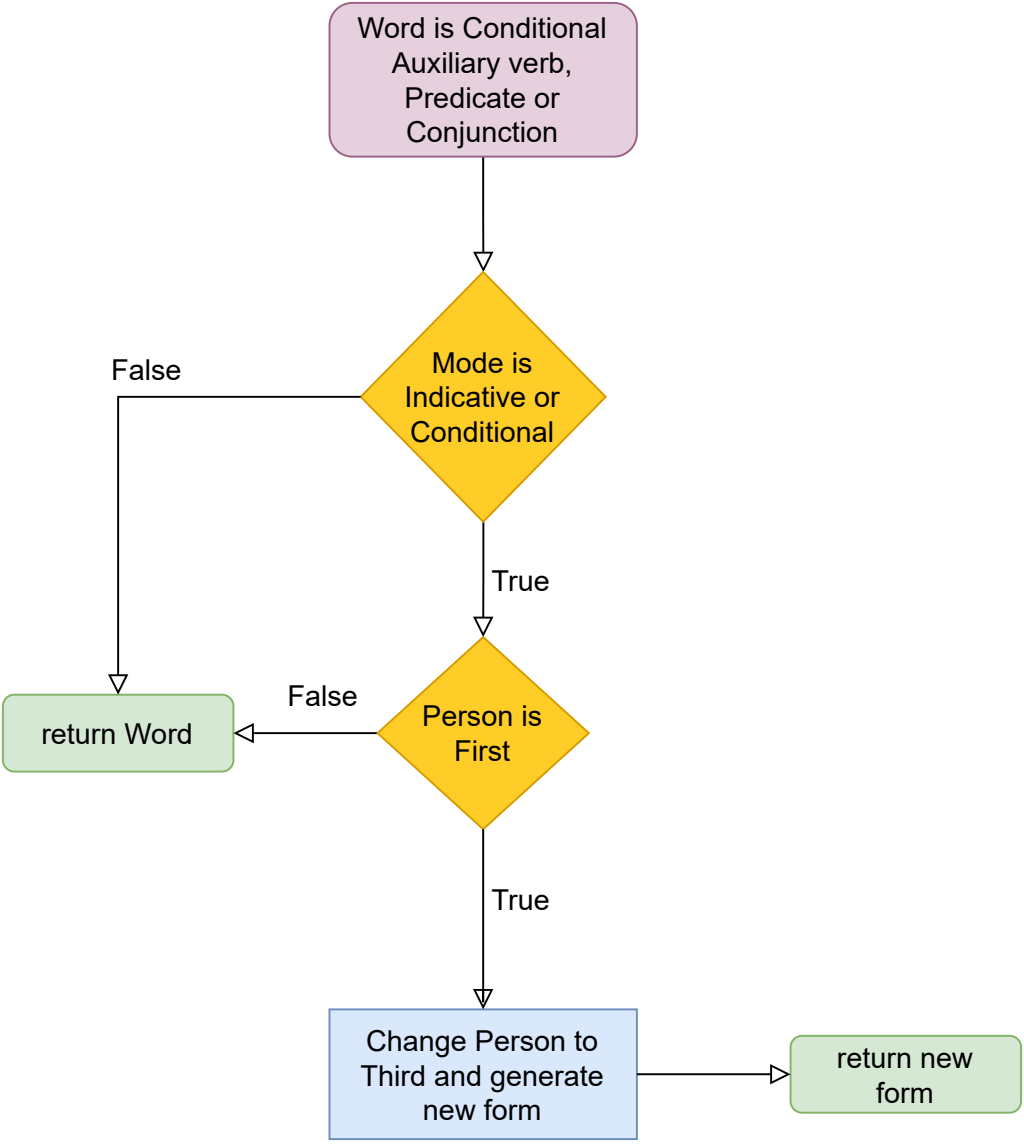 Word is Conditional
Auxiliary verb,
Predicate or
Conjunction
False
Mode is
Indicative or
Conditional
True
False
return Word
Person is
First
True
Change Person to
Third and generate
new form
return new
form